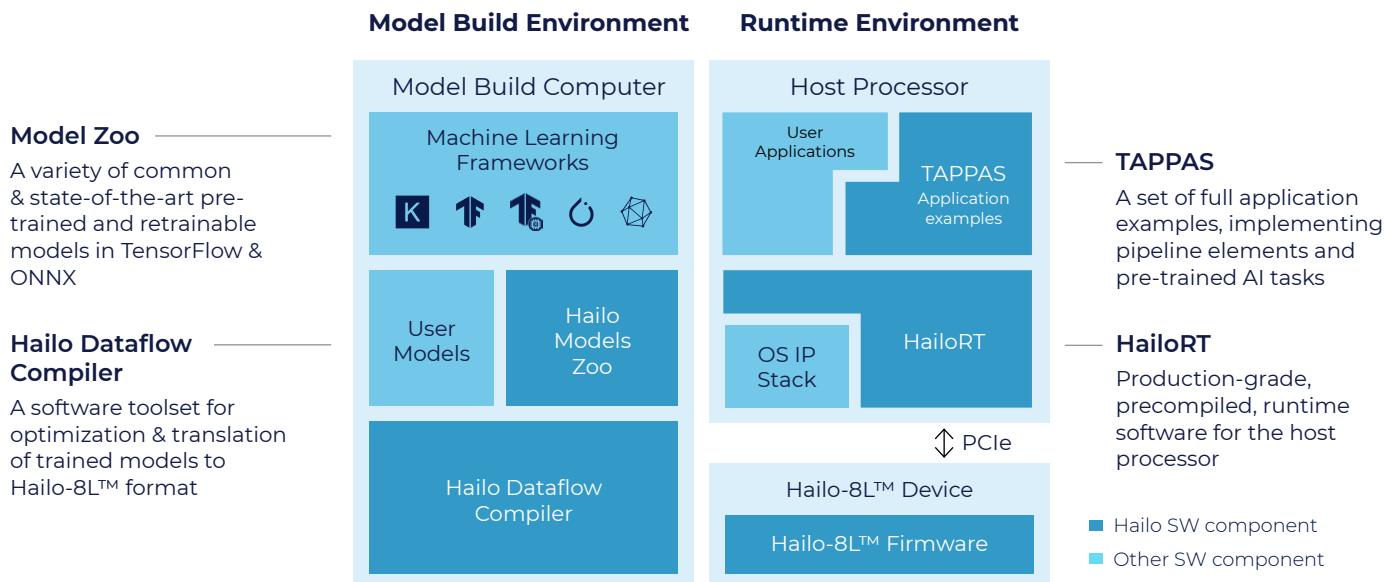 Model Build Environment
Runtime Environment
Model Zoo
A variety of common
& state-of-the-art pre-
trained and retrainable
models in TensorFlow &
ONNX
Hailo Dataflow
Compiler
A software toolset for
optimization & translation
of trained models to
Hailo-8L™ format
Model Build Computer
Machine Learning
Frameworks
K
User
Models
Hailo
Models
Zoo
Hailo Dataflow
Compiler
Host Processor
User
Applications
TAPPAS
Application
examples
OS IP
Stack
HailoRT
PCIe
Hailo-8L™ Device
Hailo-8L™ Firmware
TAPPAS
A set of full application
examples, implementing
pipeline elements and
pre-trained AI tasks
HailoRT
Production-grade,
precompiled, runtime
software for the host
processor
Hailo SW component
Other SW component